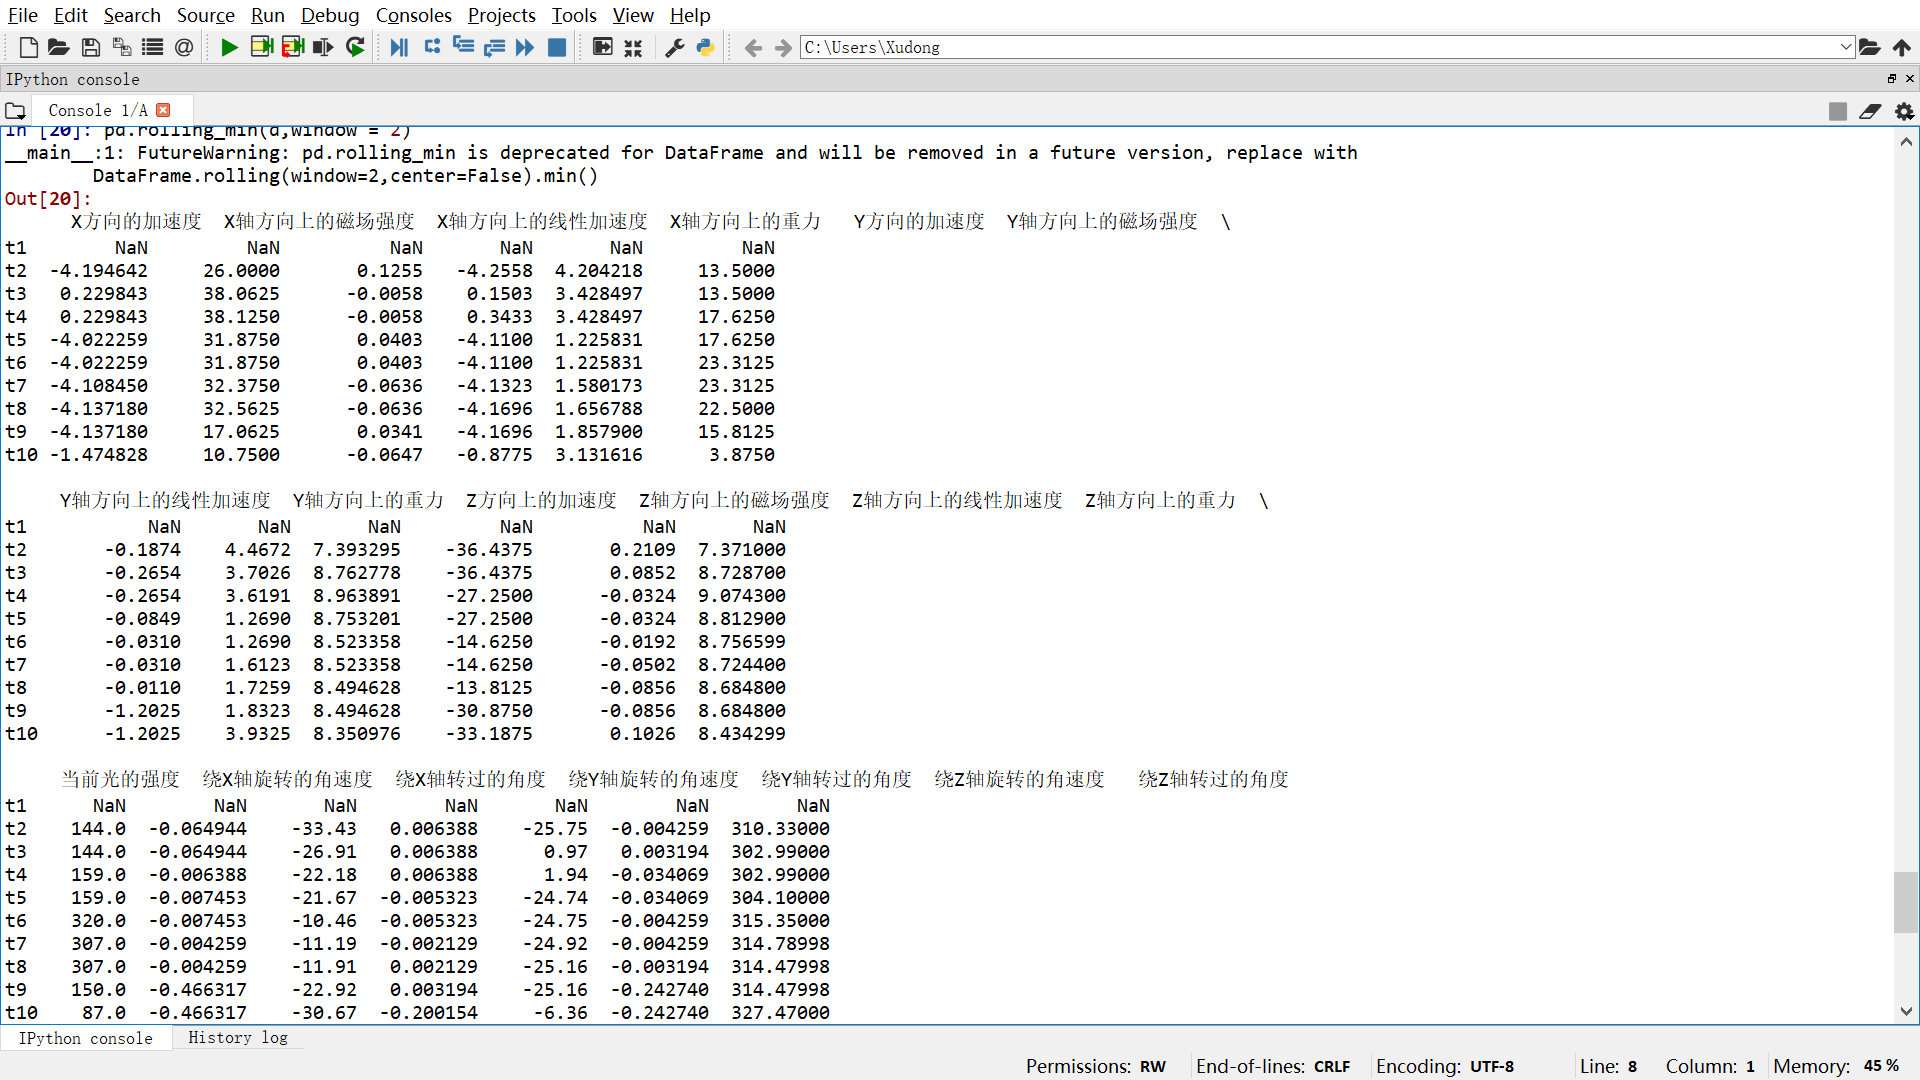 File Edit Search Source Run Debug Consoles Projects Tools View Help
C:\Users\Xudong
IPython console
Console 1/A
In [20]: pd.rolling_min(d,window = 2)
__main__:1: FutureWarning: pd.rolling_min is deprecated for DataFrame and will be removed in a future version, replace with
DataFrame.rolling(window=2,center=False).min()
Out[20]:
X方向的加速度 X轴方向上的磁场强度 X轴方向上的线性加速度 X轴方向上的重力 Y方向的加速度 Y轴方向上的磁场强度 \
t1 NaN NaN NaN NaN NaN NaN
t2 -4.194642 26.0000 0.1255 -4.2558 4.204218 13.5000
t3 0.229843 38.0625 -0.0058 0.1503 3.428497 13.5000
t4 0.229843 38.1250 -0.0058 0.3433 3.428497 17.6250
t5 -4.022259 31.8750 0.0403 -4.1100 1.225831 17.6250
t6 -4.022259 31.8750 0.0403 -4.1100 1.225831 23.3125
t7 -4.108450 32.3750 -0.0636 -4.1323 1.580173 23.3125
t8 -4.137180 32.5625 -0.0636 -4.1696 1.656788 22.5000
t9 -4.137180 17.0625 0.0341 -4.1696 1.857900 15.8125
t10 -1.474828 10.7500 -0.0647 -0.8775 3.131616 3.8750
Y轴方向上的线性加速度 Y轴方向上的重力 Z方向上的加速度 Z轴方向上的磁场强度 Z轴方向上的线性加速度 Z轴方向上的重力 \
t1 NaN NaN NaN NaN NaN NaN
t2 -0.1874 4.4672 7.393295 -36.4375 0.2109 7.371000
t3 -0.2654 3.7026 8.762778 -36.4375 0.0852 8.728700
t4 -0.2654 3.6191 8.963891 -27.2500 -0.0324 9.074300
t5 -0.0849 1.2690 8.753201 -27.2500 -0.0324 8.812900
t6 -0.0310 1.2690 8.523358 -14.6250 -0.0192 8.756599
t7 -0.0310 1.6123 8.523358 -14.6250 -0.0502 8.724400
t8 -0.0110 1.7259 8.494628 -13.8125 -0.0856 8.684800
t9 -1.2025 1.8323 8.494628 -30.8750 -0.0856 8.684800
t10 -1.2025 3.9325 8.350976 -33.1875 0.1026 8.434299
当前光的强度 绕X轴旋转的角速度 绕X轴转过的角度 绕Y轴旋转的角速度 绕Y轴转过的角度 绕Z轴旋转的角速度 绕Z轴转过的角度
t1 NaN NaN NaN NaN NaN NaN NaN
t2 144.0 -0.064944 -33.43 0.006388 -25.75 -0.004259 310.33000
t3 144.0 -0.064944 -26.91 0.006388 0.97 0.003194 302.99000
t4 159.0 -0.006388 -22.18 0.006388 1.94 -0.034069 302.99000
t5 159.0 -0.007453 -21.67 -0.005323 -24.74 -0.034069 304.10000
t6 320.0 -0.007453 -10.46 -0.005323 -24.75 -0.004259 315.35000
t7 307.0 -0.004259 -11.19 -0.002129 -24.92 -0.004259 314.78998
t8 307.0 -0.004259 -11.91 0.002129 -25.16 -0.003194 314.47998
t9 150.0 -0.466317 -22.92 0.003194 -25.16 -0.242740 314.47998
t10 87.0 -0.466317 -30.67 -0.200154 -6.36 -0.242740 327.47000
IPython console History log
Permissions: RW End-of-lines: CRLF Encoding: UTF-8 Line: 8 Column: 1 Memory: 45 %